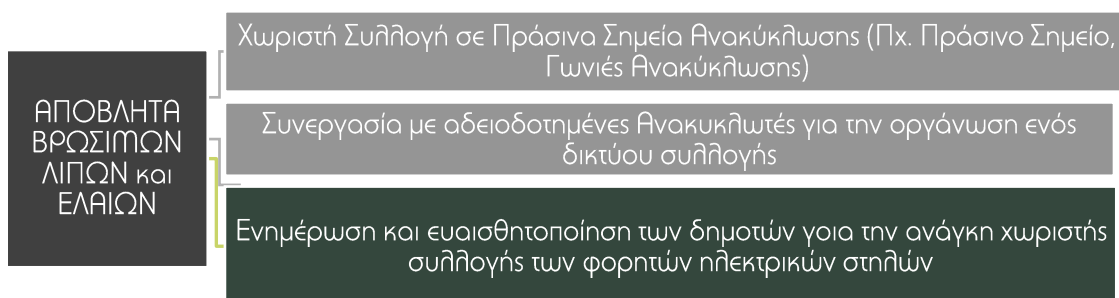 ΑΠΟΒΛΗΤΑ
ΒΡΩΣΙΜΩΝ
ΛΙΠΩΝ και
ΕΛΑΙΩΝ
Χωριστή Συλλογή σε Πράσινα Σημεία Ανακύκλωσης (Πχ. Πράσινο Σημείο,
Γωνιές Ανακύκλωσης)
Συνεργασία με αδειοδοτημένες Ανακυκλωτές για την οργάνωση ενός
δικτύου συλλογής
Ενημέρωση και ευαισθητοποίηση των δημοτών γοια την ανάγκη χωριστής
συλλογής των φορητών ηλεκτρικών στηλών